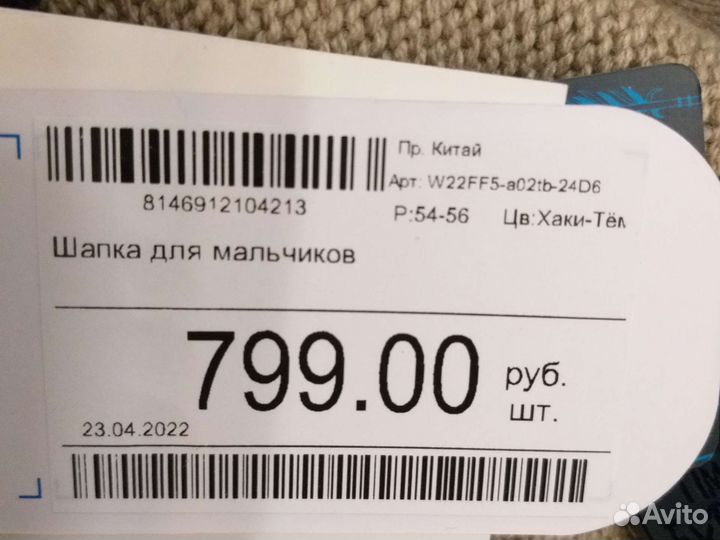 Пр. Китай
Арт: W22FF5-a02tb-24D6
8146912104213
Р:54-56 Цв:Хаки-Тём
Шапка для мальчиков
799.00 руб.
шт.
23.04.2022
Avito